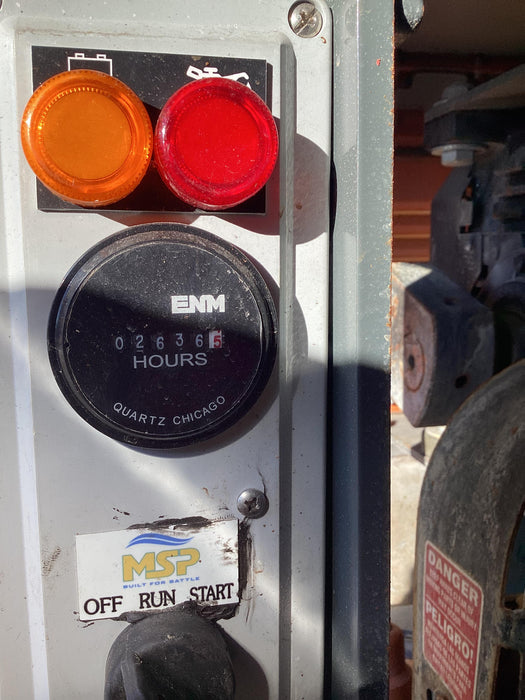 ENM
026365
HOURS
QUARTZ CHICAGO
MSP
BUILT FOR BATTLE
OFF RUN START
DANGER
PELIGRO: